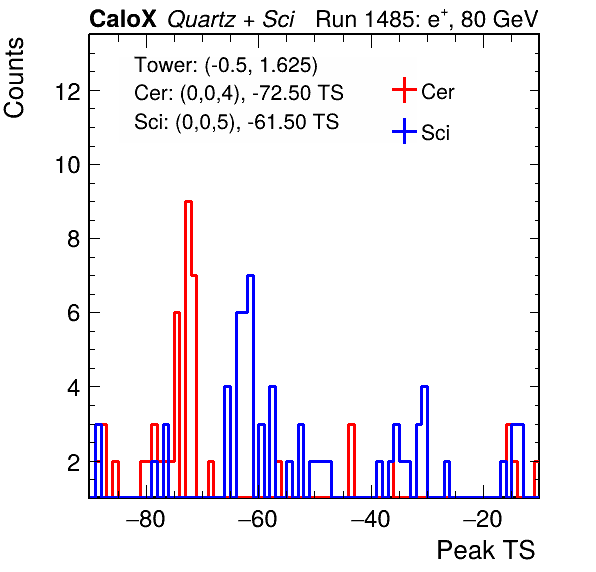 CaloX Quartz + Sci Run 1485: e⁺, 80 GeV
Counts
Tower: (-0.5, 1.625)
Cer: (0,0,4), -72.50 TS
Sci: (0,0,5), -61.50 TS
Cer
Sci
12
10
8
6
4
2
−80 −60 −40 −20
Peak TS